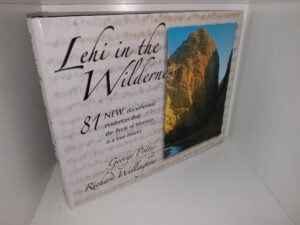 Lehi in the
Wilderness
81 NEW, documented
evidences that
the Book of Mormon
is a true history
George Potter
Richard Wellington